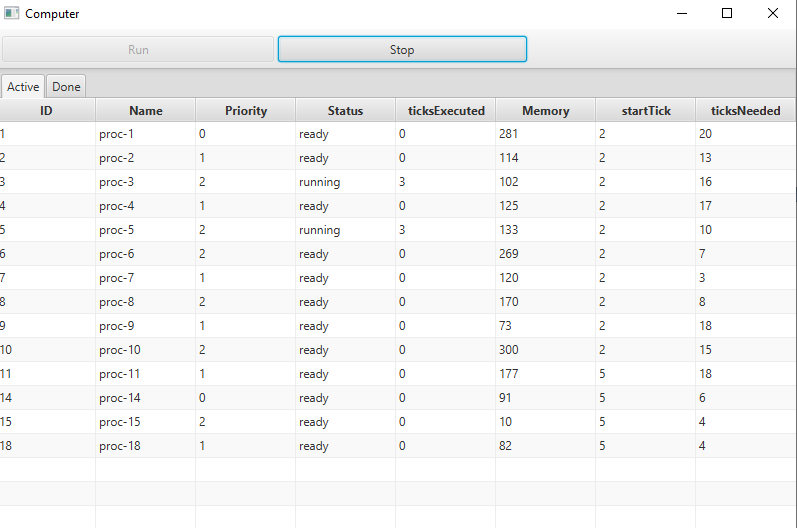 Computer
Run Stop
Active Done
ID Name Priority Status ticksExecuted Memory startTick ticksNeeded
1 proc-1 0 ready 0 281 2 20
2 proc-2 1 ready 0 114 2 13
3 proc-3 2 running 3 102 2 16
4 proc-4 1 ready 0 125 2 17
5 proc-5 2 running 3 133 2 10
6 proc-6 2 ready 0 269 2 7
7 proc-7 1 ready 0 120 2 3
8 proc-8 2 ready 0 170 2 8
9 proc-9 1 ready 0 73 2 18
10 proc-10 2 ready 0 300 2 15
11 proc-11 1 ready 0 177 5 18
14 proc-14 0 ready 0 91 5 6
15 proc-15 2 ready 0 10 5 4
18 proc-18 1 ready 0 82 5 4